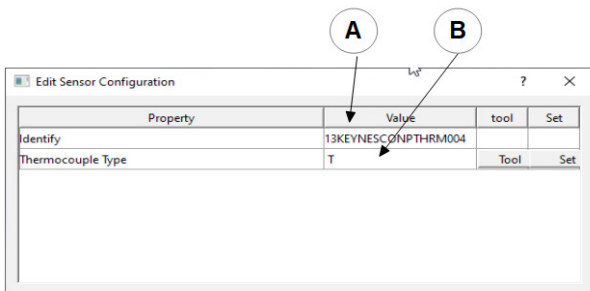 A B
Edit Sensor Configuration ? ×
Property Value tool Set
Identify 13KEYNESCONPTHRM004
Thermocouple Type T Tool Set